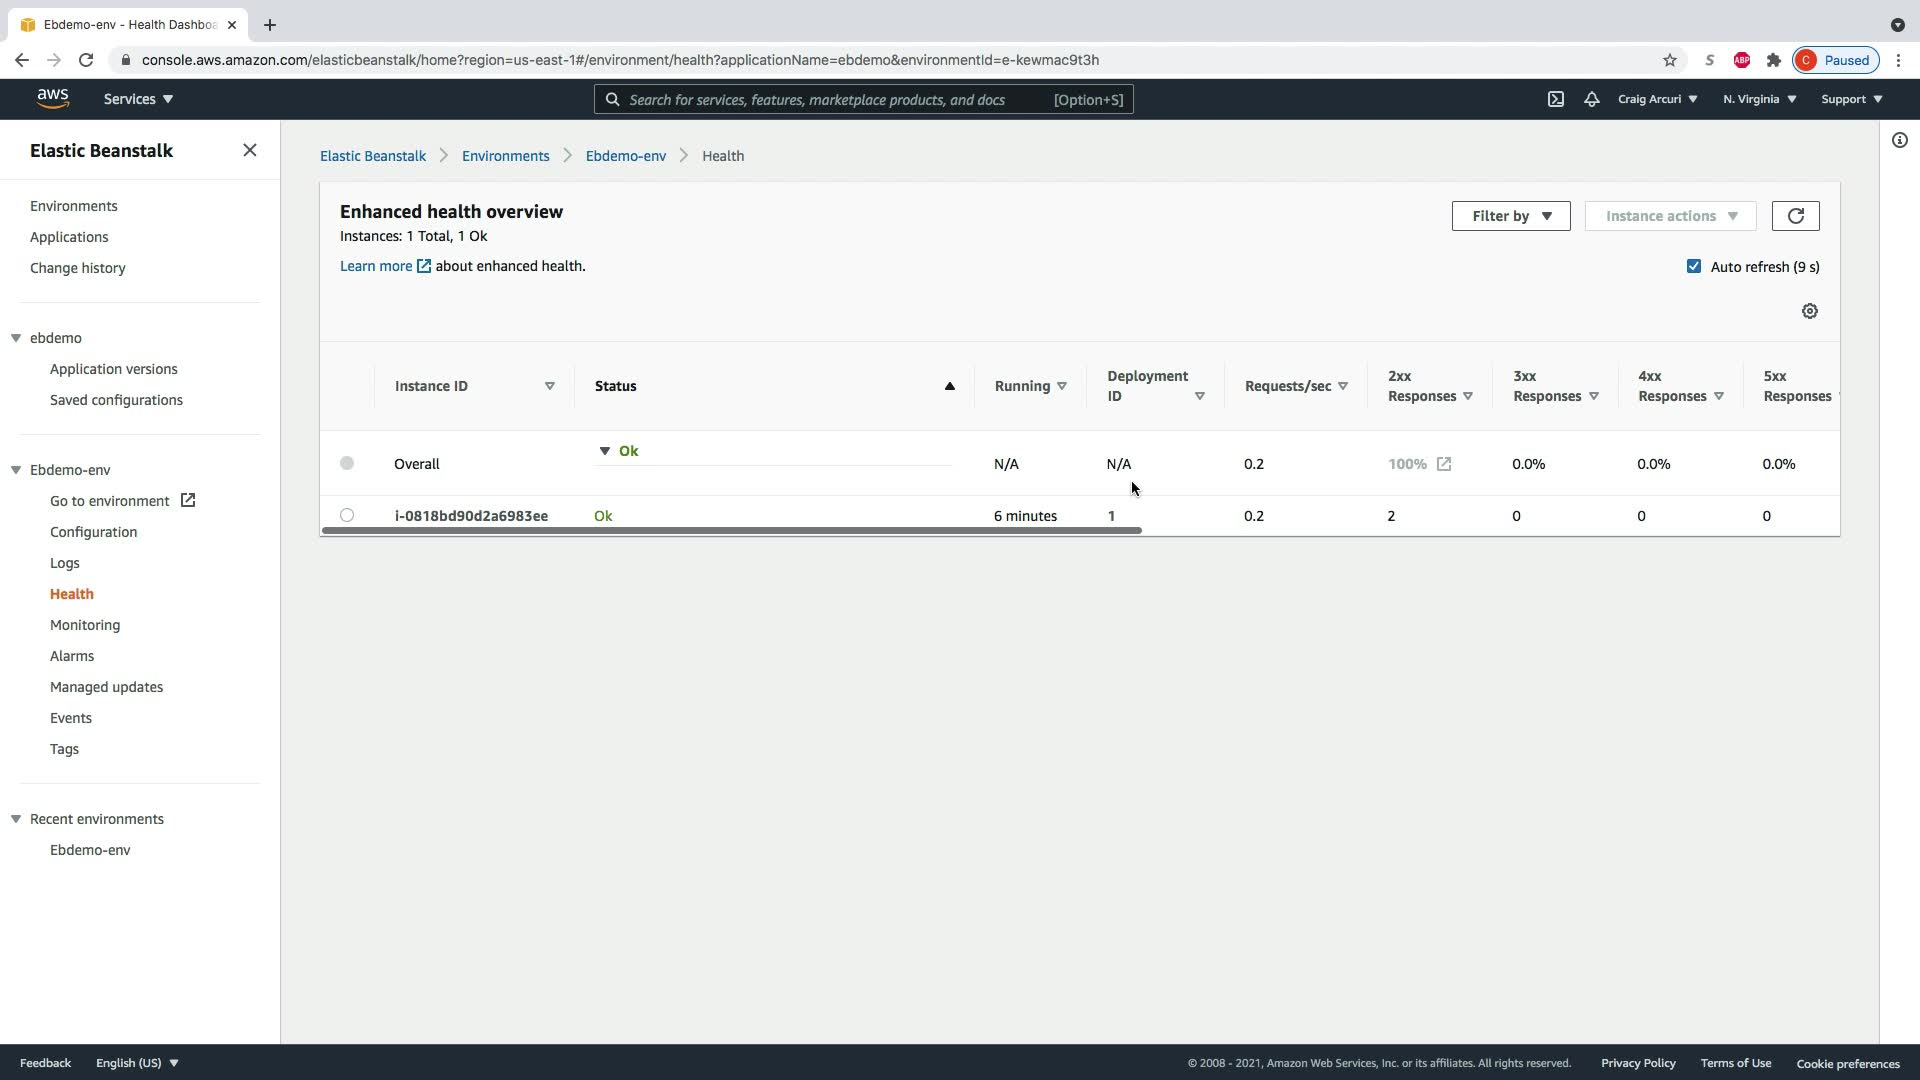 Ebdemo-env - Health Dashboa
console.aws.amazon.com/elasticbeanstalk/home?region=us-east-1#/environment/health?applicationName=ebdemo&environmentId=e-kewmac9t3h
S
ABP
C
Paused
aws
Services
Search for services, features, marketplace products, and docs
[Option+S]
Craig Arcuri
N. Virginia
Support
Elastic Beanstalk
Environments
Applications
Change history
ebdemo
Application versions
Saved configurations
Ebdemo-env
Go to environment
Configuration
Logs
Health
Monitoring
Alarms
Managed updates
Events
Tags
Recent environments
Ebdemo-env
Elastic Beanstalk
Environments
Ebdemo-env
Health
Enhanced health overview
Instances: 1 Total, 1 Ok
Learn more about enhanced health.
Filter by
Instance actions
Auto refresh (9 s)
Instance ID
Status
Running
Deployment
ID
Requests/sec
2xx
Responses
3xx
Responses
4xx
Responses
5xx
Responses
Overall
Ok
N/A
N/A
0.2
100%
0.0%
0.0%
0.0%
i-0818bd90d2a6983ee
Ok
6 minutes
1
0.2
2
0
0
0
Feedback
English (US)
© 2008 - 2021, Amazon Web Services, Inc. or its affiliates. All rights reserved.
Privacy Policy
Terms of Use
Cookie preferences